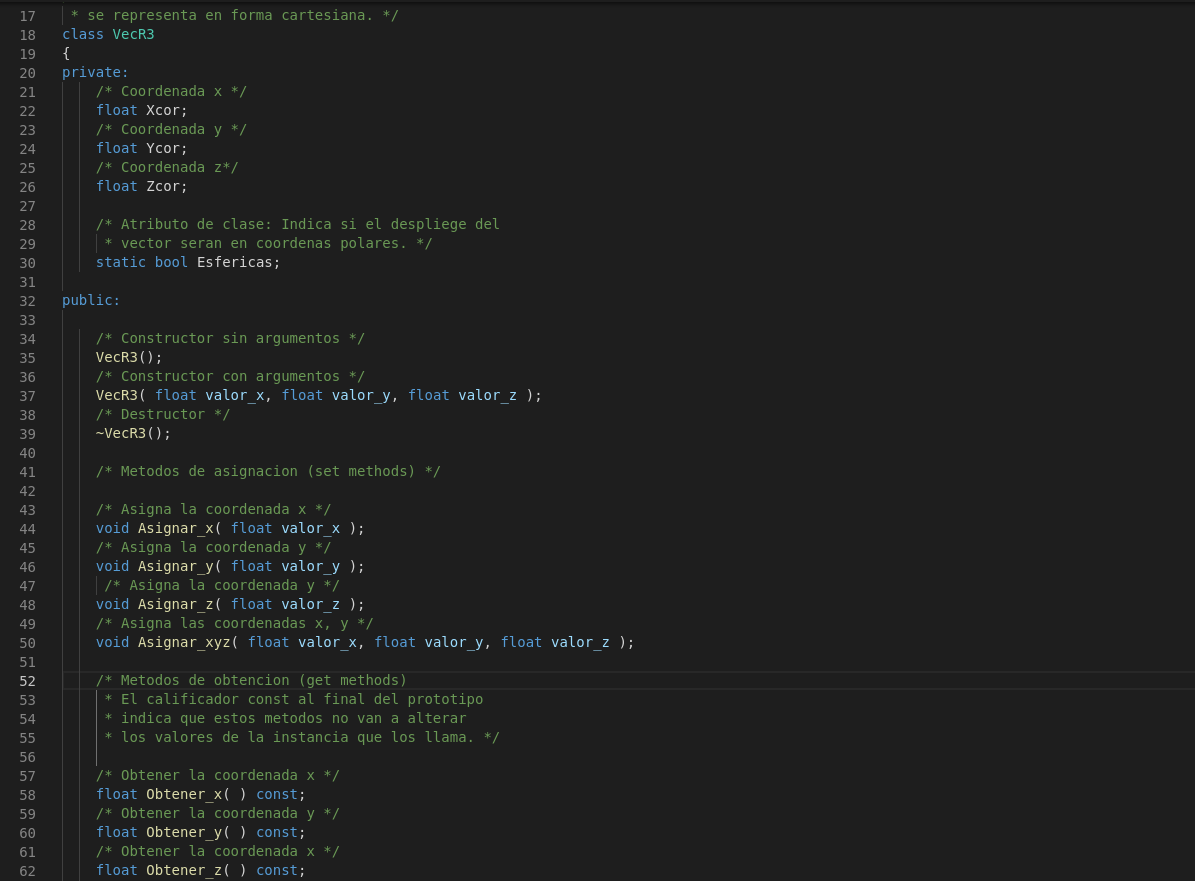 17 * se representa en forma cartesiana. */
18 class VecR3
19 {
20 private:
21 /* Coordenada x */
22 float Xcor;
23 /* Coordenada y */
24 float Ycor;
25 /* Coordenada z*/
26 float Zcor;
27
28 /* Atributo de clase: Indica si el despliege del
29 * vector seran en coordenas polares. */
30 static bool Esfericas;
31
32 public:
33
34 /* Constructor sin argumentos */
35 VecR3();
36 /* Constructor con argumentos */
37 VecR3( float valor_x, float valor_y, float valor_z );
38 /* Destructor */
39 ~VecR3();
40
41 /* Metodos de asignacion (set methods) */
42
43 /* Asigna la coordenada x */
44 void Asignar_x( float valor_x );
45 /* Asigna la coordenada y */
46 void Asignar_y( float valor_y );
47 /* Asigna la coordenada y */
48 void Asignar_z( float valor_z );
49 /* Asigna las coordenadas x, y */
50 void Asignar_xyz( float valor_x, float valor_y, float valor_z );
51
52 /* Metodos de obtencion (get methods)
53 * El calificador const al final del prototipo
54 * indica que estos metodos no van a alterar
55 * los valores de la instancia que los llama. */
56
57 /* Obtener la coordenada x */
58 float Obtener_x( ) const;
59 /* Obtener la coordenada y */
60 float Obtener_y( ) const;
61 /* Obtener la coordenada x */
62 float Obtener_z( ) const;